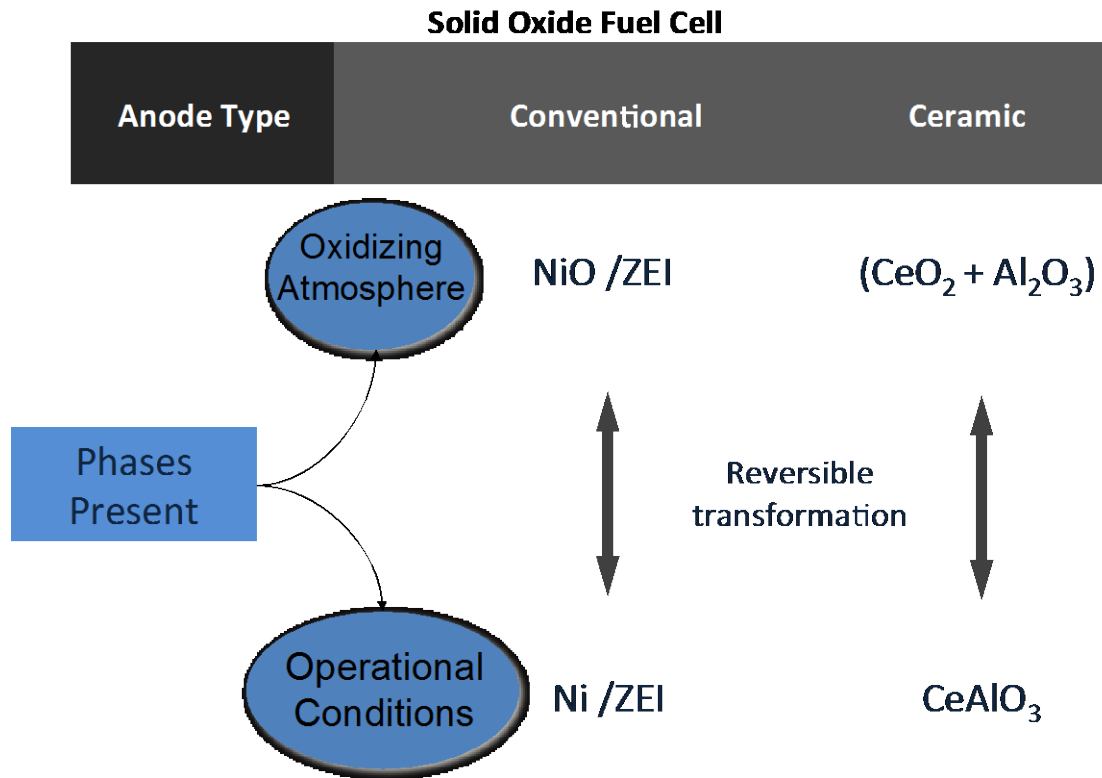 Solid Oxide Fuel Cell
Anode Type Conventional Ceramic
Oxidizing
Atmosphere
NiO /ZEI
(CeO₂ + Al₂O₃)
Phases
Present
Reversible
transformation
Operational
Conditions
Ni /ZEI
CeAlO₃